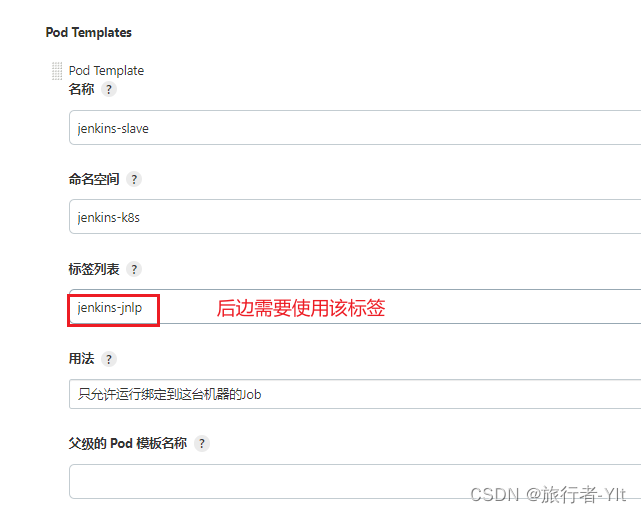 Pod Templates
Pod Template
名称 ?
jenkins-slave
命名空间 ?
jenkins-k8s
标签列表 ?
jenkins-jnlp 后边需要使用该标签
用法 ?
只允许运行绑定到这台机器的Job
父级的 Pod 模板名称 ?
CSDN @旅行者-Ylt